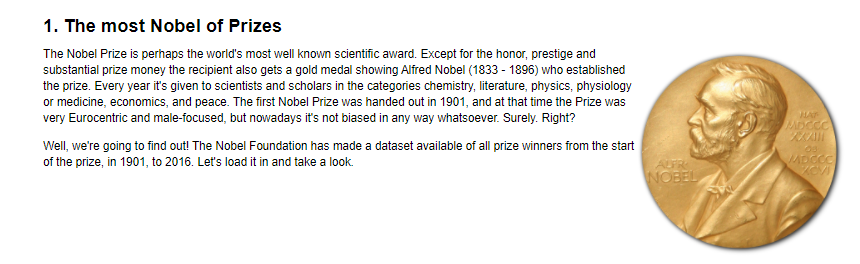 1. The most Nobel of Prizes
The Nobel Prize is perhaps the world's most well known scientific award. Except for the honor, prestige and
substantial prize money the recipient also gets a gold medal showing Alfred Nobel (1833 - 1896) who established
the prize. Every year it's given to scientists and scholars in the categories chemistry, literature, physics, physiology
or medicine, economics, and peace. The first Nobel Prize was handed out in 1901, and at that time the Prize was
very Eurocentric and male-focused, but nowadays it's not biased in any way whatsoever. Surely. Right?
Well, we're going to find out! The Nobel Foundation has made a dataset available of all prize winners from the start
of the prize, in 1901, to 2016. Let's load it in and take a look.
ALFR·
NOBEL
NAT·
MDCCC
XXXIII
OB·
MDCCC
XCVI